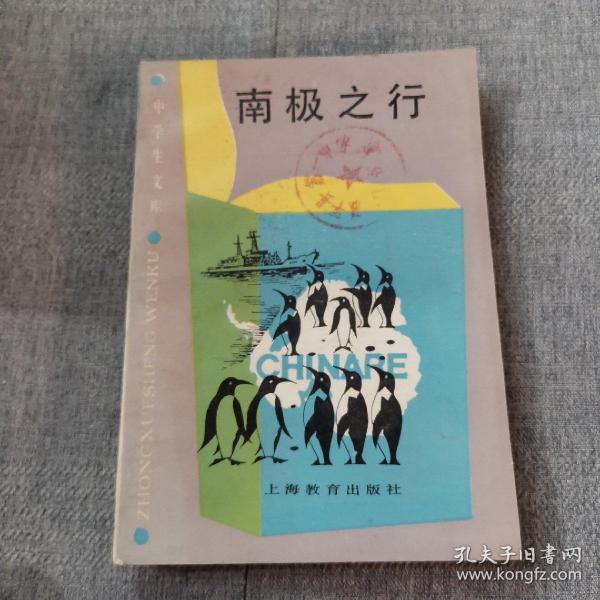 南极之行
中学生文库
ZHONGXUESHENG WENKU
CHINARE
上海教育出版社
孔夫子旧书网
www.kongfz.com